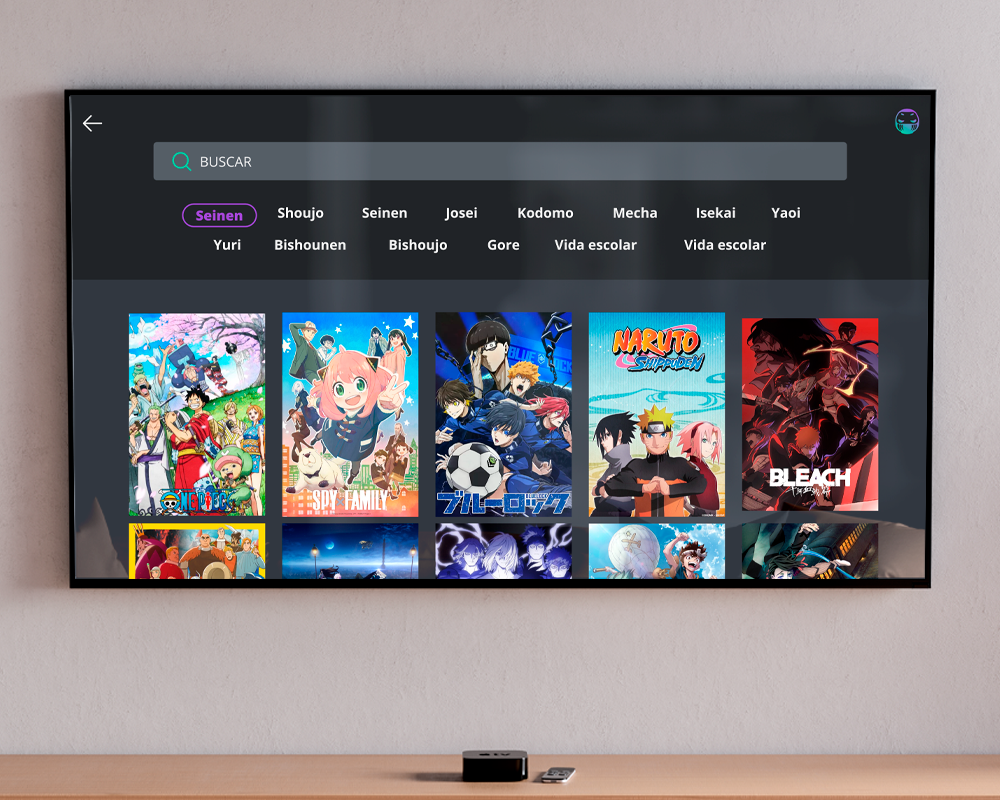 BUSCAR
Seinen Shoujo Seinen Josei Kodomo Mecha Isekai Yaoi
Yuri Bishounen Bishoujo Gore Vida escolar Vida escolar
ONE PIECE
SPY×FAMILY
ブルーロック
NARUTO
SHIPPUDEN
BLEACH
tv